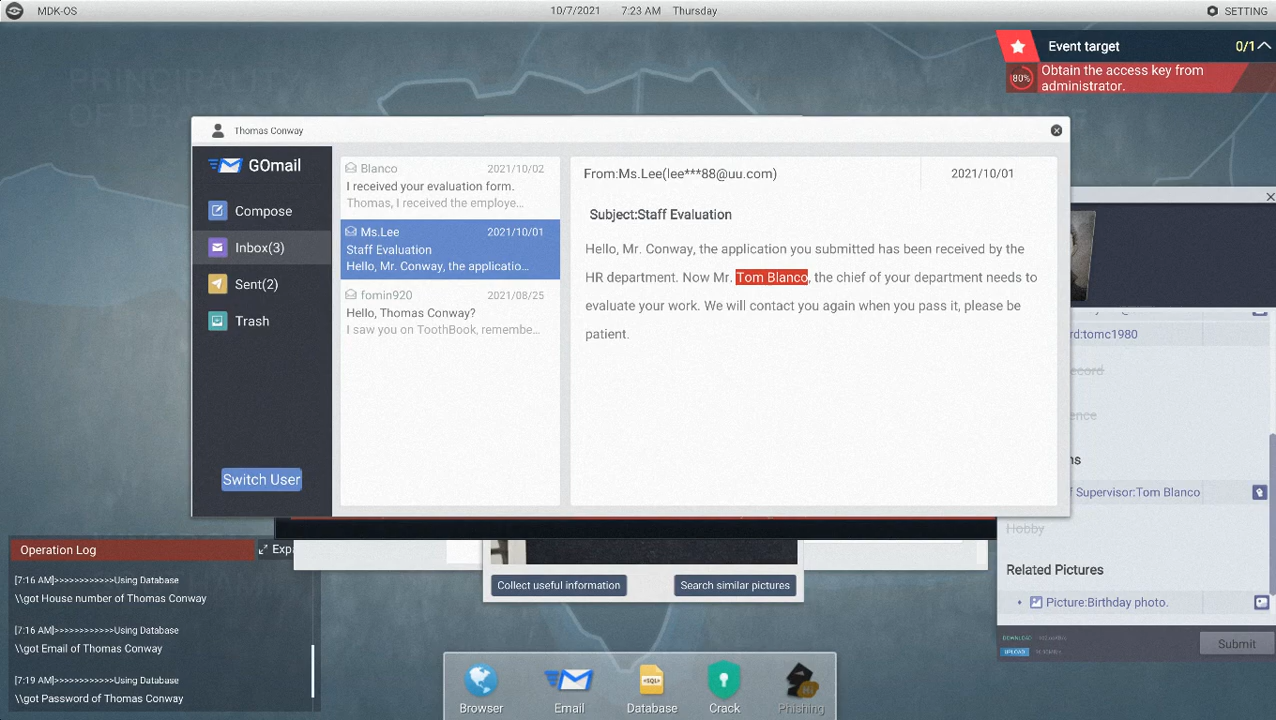 MDK-OS
10/7/2021 7:23 AM Thursday
SETTING
PRINCIPA
OF
Event target
0/1
80%
Obtain the access key from
administrator.
Thomas Conway
GOmail
Compose
Inbox(3)
Sent(2)
Trash
Switch User
Blanco 2021/10/02
I received your evaluation form.
Thomas, I received the employe...
Ms.Lee 2021/10/01
Staff Evaluation
Hello, Mr. Conway, the applicatio...
fomin920 2021/08/25
Hello, Thomas Conway?
I saw you on ToothBook, remembe...
From:Ms.Lee(lee***88@uu.com) 2021/10/01
Subject:Staff Evaluation
Hello, Mr. Conway, the application you submitted has been received by the
HR department. Now Mr. Tom Blanco, the chief of your department needs to
evaluate your work. We will contact you again when you pass it, please be
patient.
rd:tomc1980
ecord
ence
ns
f Supervisor:Tom Blanco
Hobby
Related Pictures
• Picture:Birthday photo.
DOWNLOAD
UPLOAD
Submit
Operation Log
Expa
[7:16 AM]>>>>>>>>>>>>Using Database
\\got House number of Thomas Conway
[7:16 AM]>>>>>>>>>>>>Using Database
\\got Email of Thomas Conway
[7:19 AM]>>>>>>>>>>>>Using Database
\\got Password of Thomas Conway
Collect useful information
Search similar pictures
<SQL>
Browser
Email
Database
Crack
Phishing